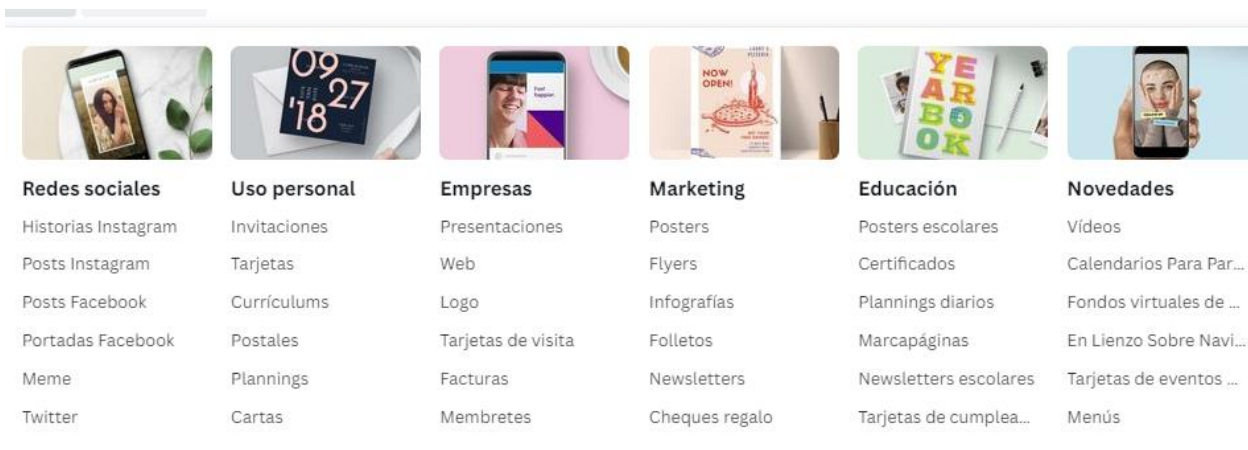 09
27
'18
Feel
happier.
NOW
OPEN!
YE
AR
BO
OK
Redes sociales
Historias Instagram
Posts Instagram
Posts Facebook
Portadas Facebook
Meme
Twitter
Uso personal
Invitaciones
Tarjetas
Currículums
Postales
Plannings
Cartas
Empresas
Presentaciones
Web
Logo
Tarjetas de visita
Facturas
Membretes
Marketing
Posters
Flyers
Infografías
Folletos
Newsletters
Cheques regalo
Educación
Posters escolares
Certificados
Plannings diarios
Marcapáginas
Newsletters escolares
Tarjetas de cumplea...
Novedades
Vídeos
Calendarios Para Par...
Fondos virtuales de ...
En Lienzo Sobre Navi...
Tarjetas de eventos ...
Menús